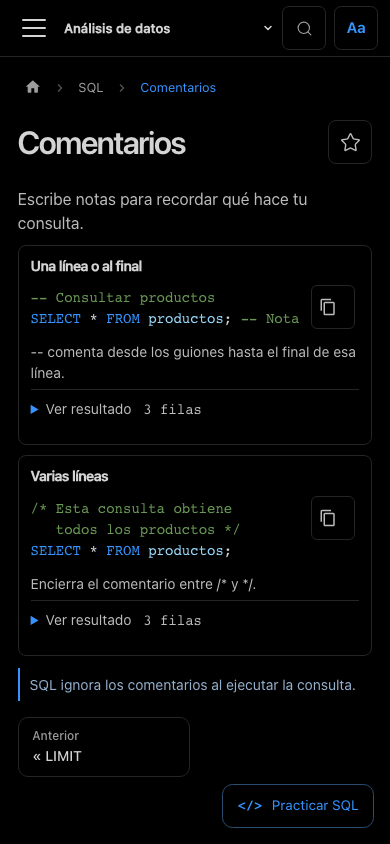 Análisis de datos
Aa
SQL
Comentarios
Comentarios
Escribe notas para recordar qué hace tu
consulta.
Una línea o al final
-- Consultar productos
SELECT * FROM productos; -- Nota
-- comenta desde los guiones hasta el final de esa
línea.
Ver resultado 3 filas
Varias líneas
/* Esta consulta obtiene
todos los productos */
SELECT * FROM productos;
Encierra el comentario entre /* y */.
Ver resultado 3 filas
SQL ignora los comentarios al ejecutar la consulta.
Anterior
« LIMIT
</> Practicar SQL